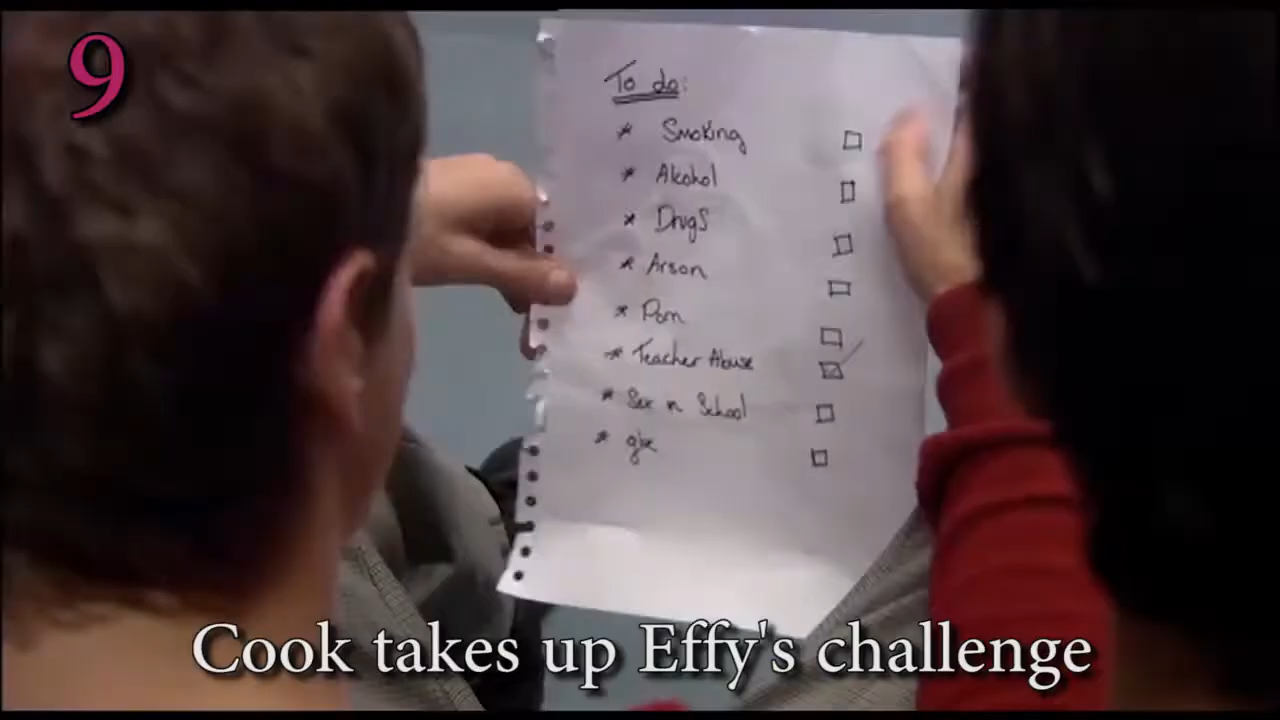 9
To do:
* Smoking
* Alcohol
* Drugs
* Arson
* Porn
* Teacher Abuse
* Sex in School
Cook takes up Effy's challenge